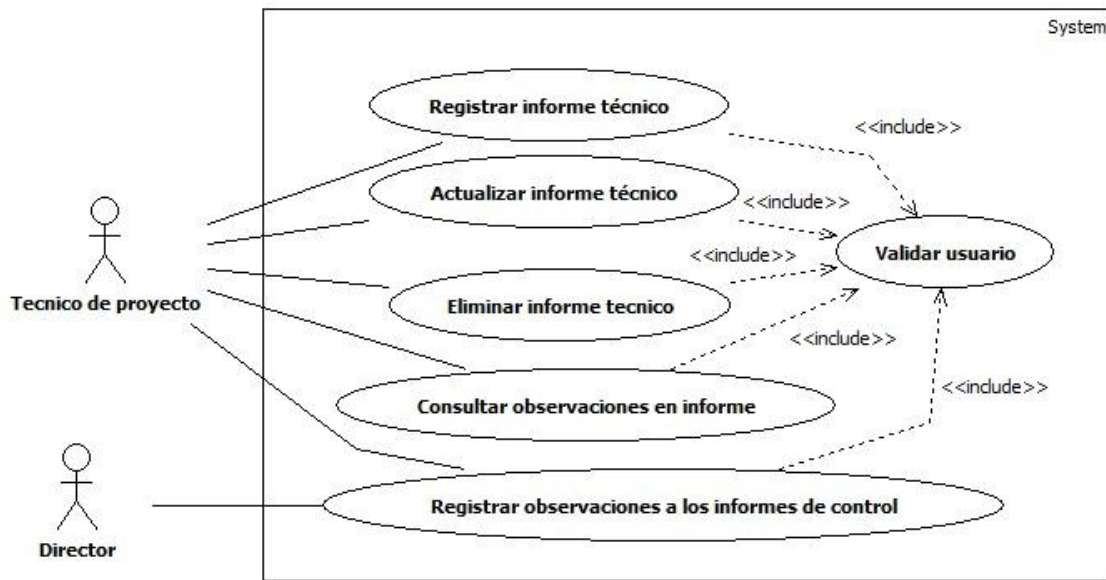 System
Registrar informe técnico
<<include>>
Actualizar informe técnico
<<include>>
Validar usuario
<<include>>
Tecnico de proyecto
Eliminar informe tecnico
<<include>>
Consultar observaciones en informe
<<include>>
Registrar observaciones a los informes de control
Director